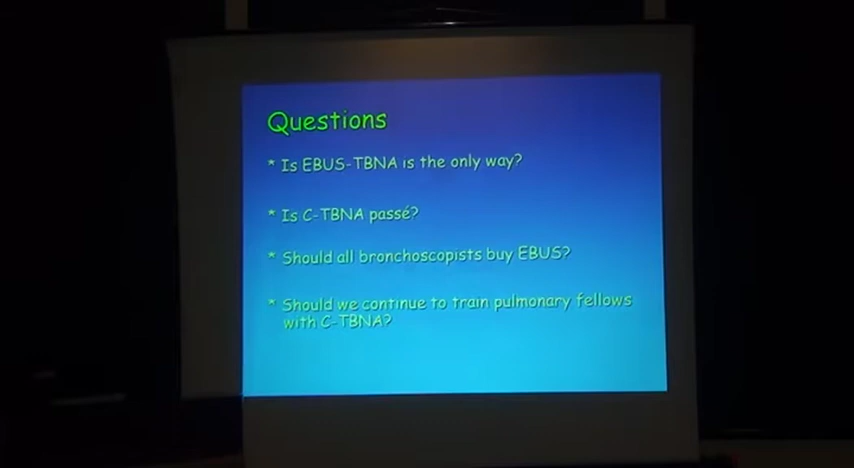 Questions
* Is EBUS-TBNA is the only way?
* Is C-TBNA passé?
* Should all bronchoscopists buy EBUS?
* Should we continue to train pulmonary fellows
with C-TBNA?